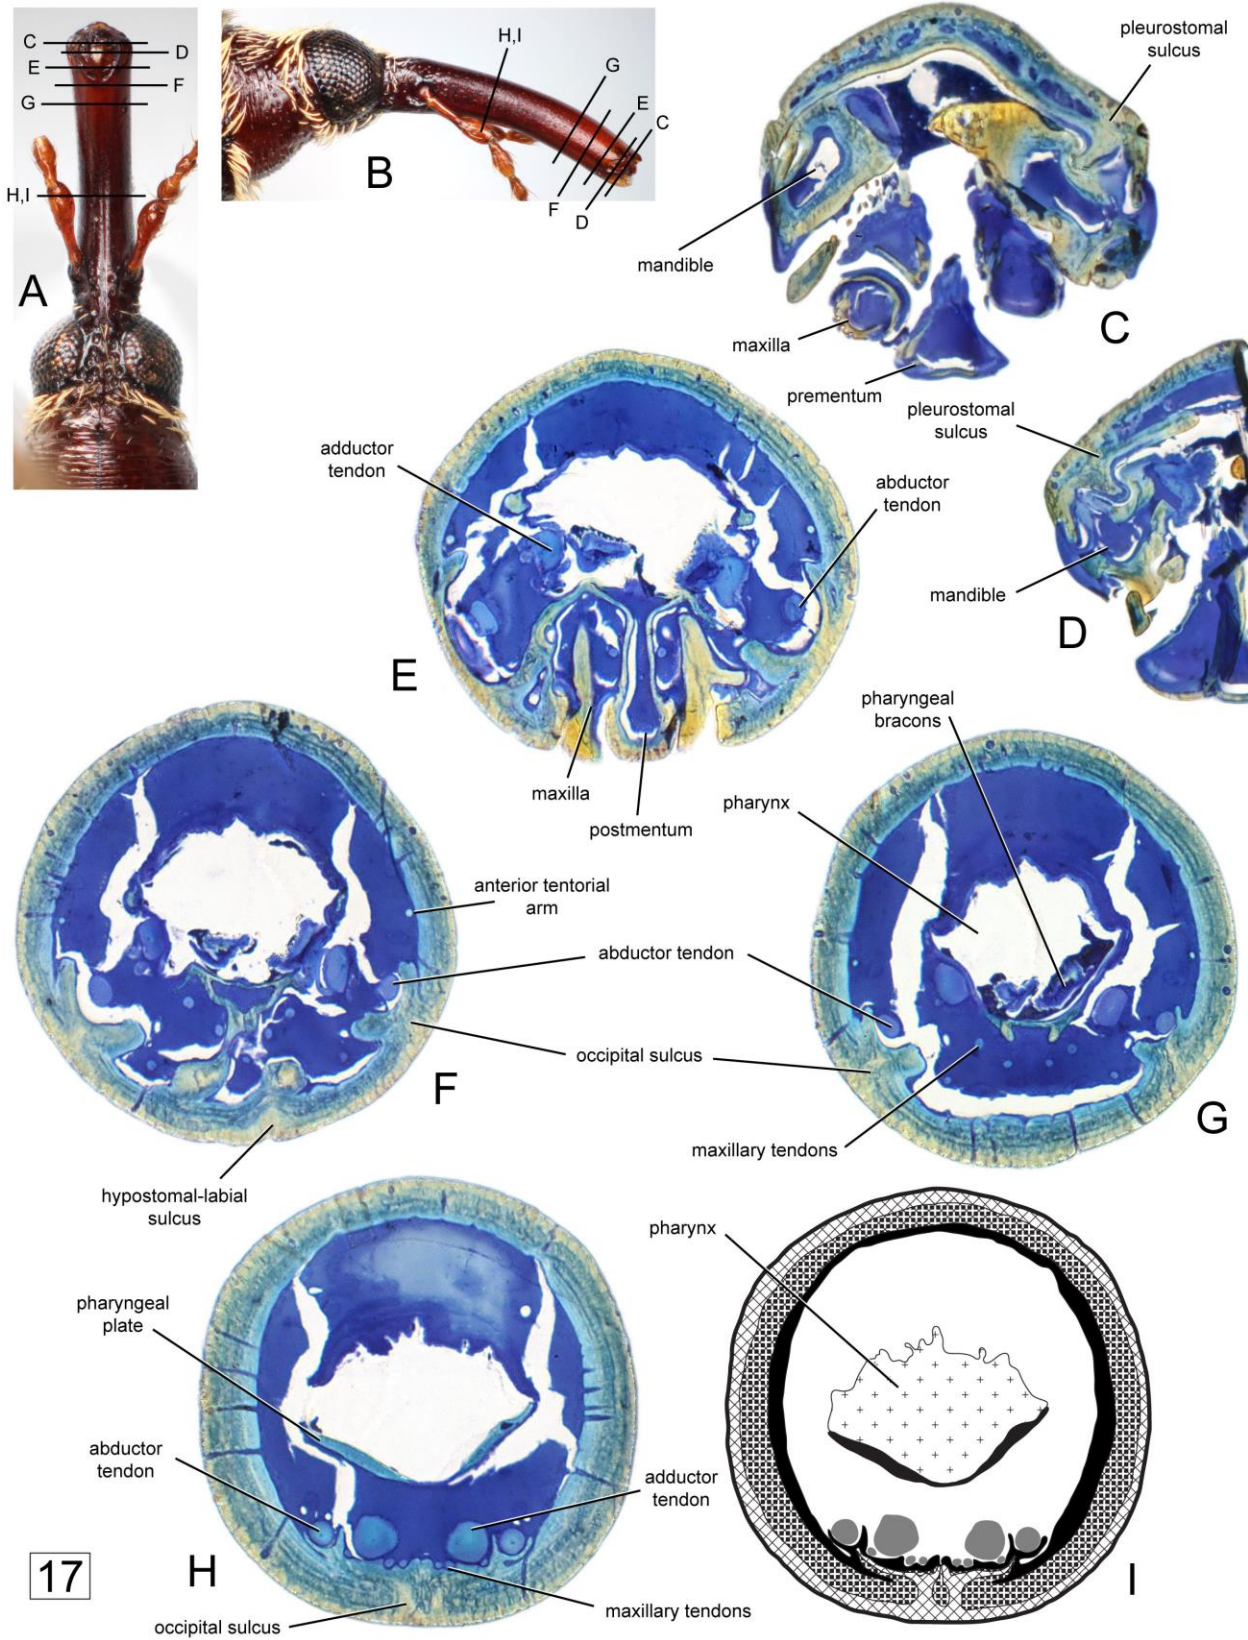 C
D
E
F
G
H,I
A
H,I
G
E
C
B
F
D
pleurostomal
sulcus
mandible
maxilla
prementum
C
pleurostomal
sulcus
mandible
D
adductor
tendon
abductor
tendon
E
maxilla
postmentum
pharyngeal
bracons
pharynx
anterior tentorial
arm
abductor tendon
occipital sulcus
F
hypostomal-labial
sulcus
maxillary tendons
G
pharyngeal
plate
abductor
tendon
adductor
tendon
H
occipital sulcus
maxillary tendons
pharynx
I
17